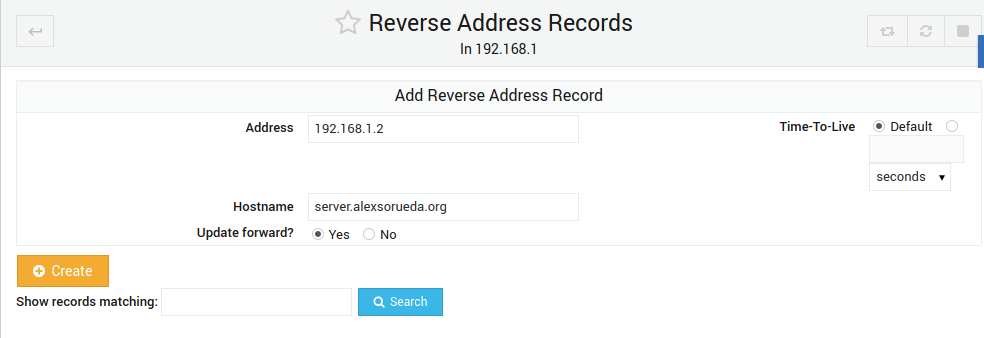 Reverse Address Records
In 192.168.1
Add Reverse Address Record
Address 192.168.1.2 Time-To-Live Default
seconds
Hostname server.alexsorueda.org
Update forward? Yes No
Create
Show records matching: Search